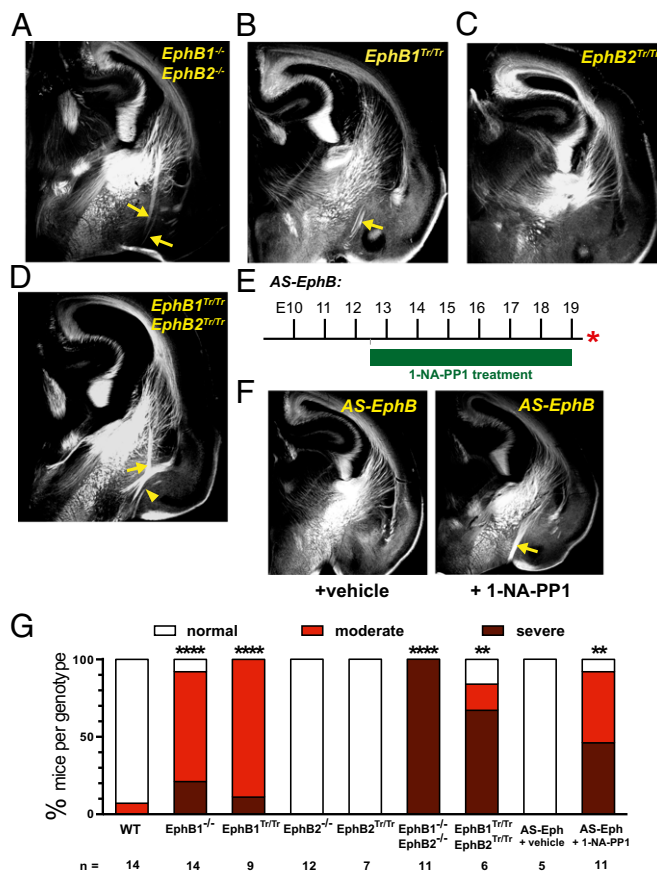 A
EphB1-/-
EphB2-/-
B
EphB1Tr/Tr
C
EphB2Tr/Tr
D
EphB1Tr/Tr
EphB2Tr/Tr
E
AS-EphB:
E10 11 12 13 14 15 16 17 18 19
*
1-NA-PP1 treatment
F
AS-EphB
AS-EphB
+vehicle
+ 1-NA-PP1
G
normal moderate severe
**** **** **** ** **
% mice per genotype
100
50
0
WT EphB1-/- EphB1Tr/Tr EphB2-/- EphB2Tr/Tr EphB1-/- EphB2-/- EphB1Tr/Tr EphB2Tr/Tr AS-Eph + vehicle AS-Eph + 1-NA-PP1
n = 14 14 9 12 7 11 6 5 11